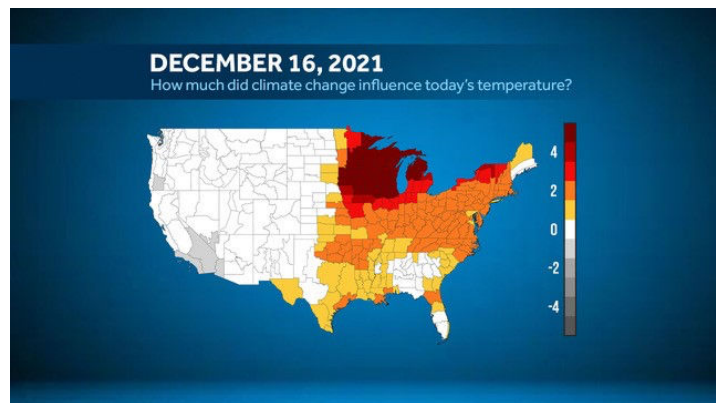 DECEMBER 16, 2021
How much did climate change influence today's temperature?
4
2
0
-2
-4